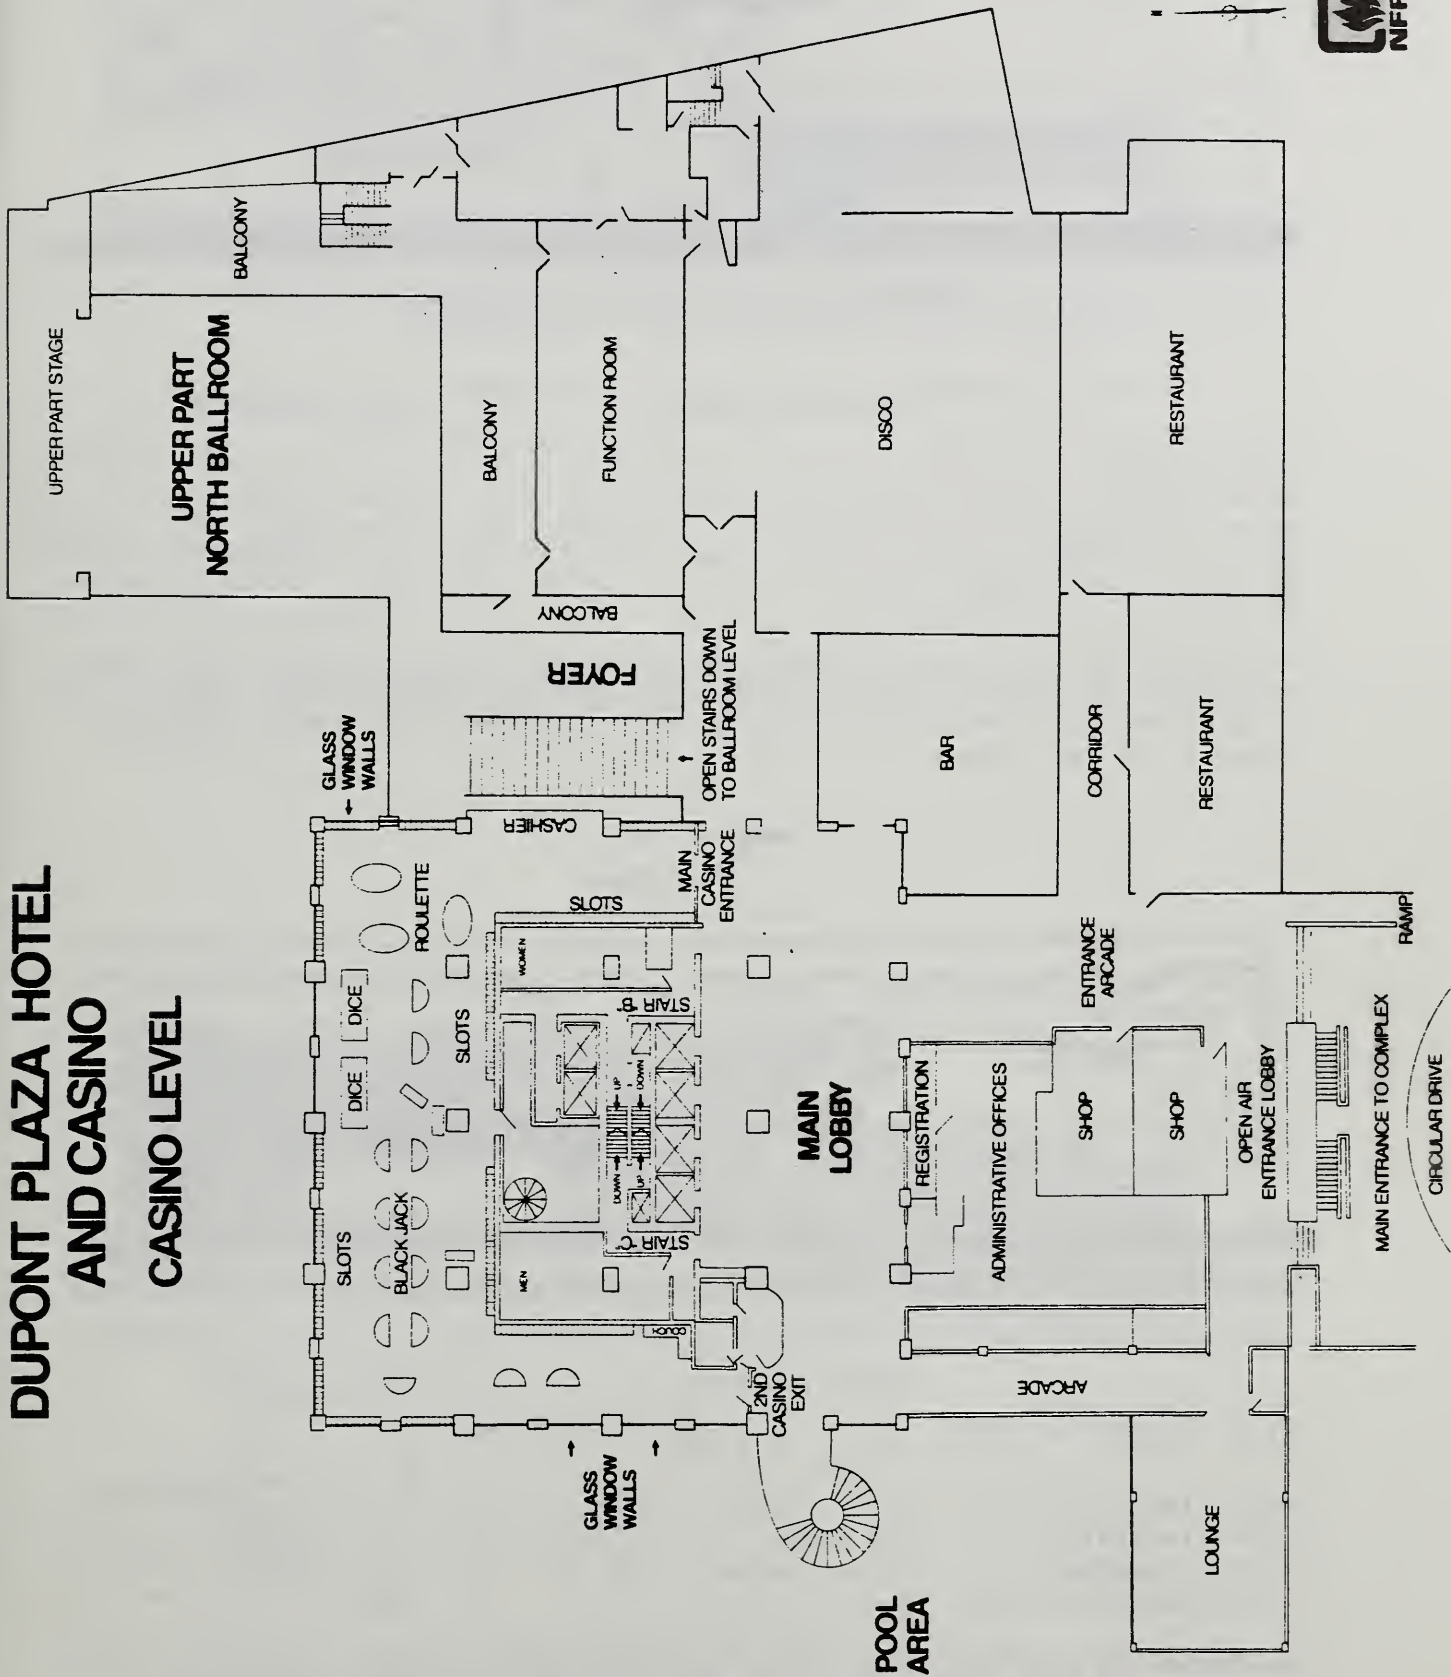 DUPONT PLAZA HOTEL
AND CASINO
CASINO LEVEL
UPPER PART STAGE
UPPER PART
NORTH BALLROOM
BALCONY
BALCONY
FUNCTION ROOM
BALCONY
FOYER
OPEN STAIRS DOWN
TO BALLROOM LEVEL
DISCO
RESTAURANT
BAR
CORRIDOR
RESTAURANT
GLASS
WINDOW
WALLS
CASHIER
MAIN
CASINO
ENTRANCE
ROULETTE
SLOTS
WOMEN
DICE
DICE
SLOTS
STAIR "B"
UP
DOWN
DOWN
UP
STAIR "C"
SLOTS
BLACK JACK
MEN
2ND
CASINO
EXIT
GLASS
WINDOW
WALLS
MAIN
LOBBY
REGISTRATION
ADMINISTRATIVE OFFICES
SHOP
SHOP
ENTRANCE
ARCADE
OPEN AIR
ENTRANCE LOBBY
RAMP
MAIN ENTRANCE TO COMPLEX
CIRCULAR DRIVE
ARCADE
LOUNGE
POOL
AREA